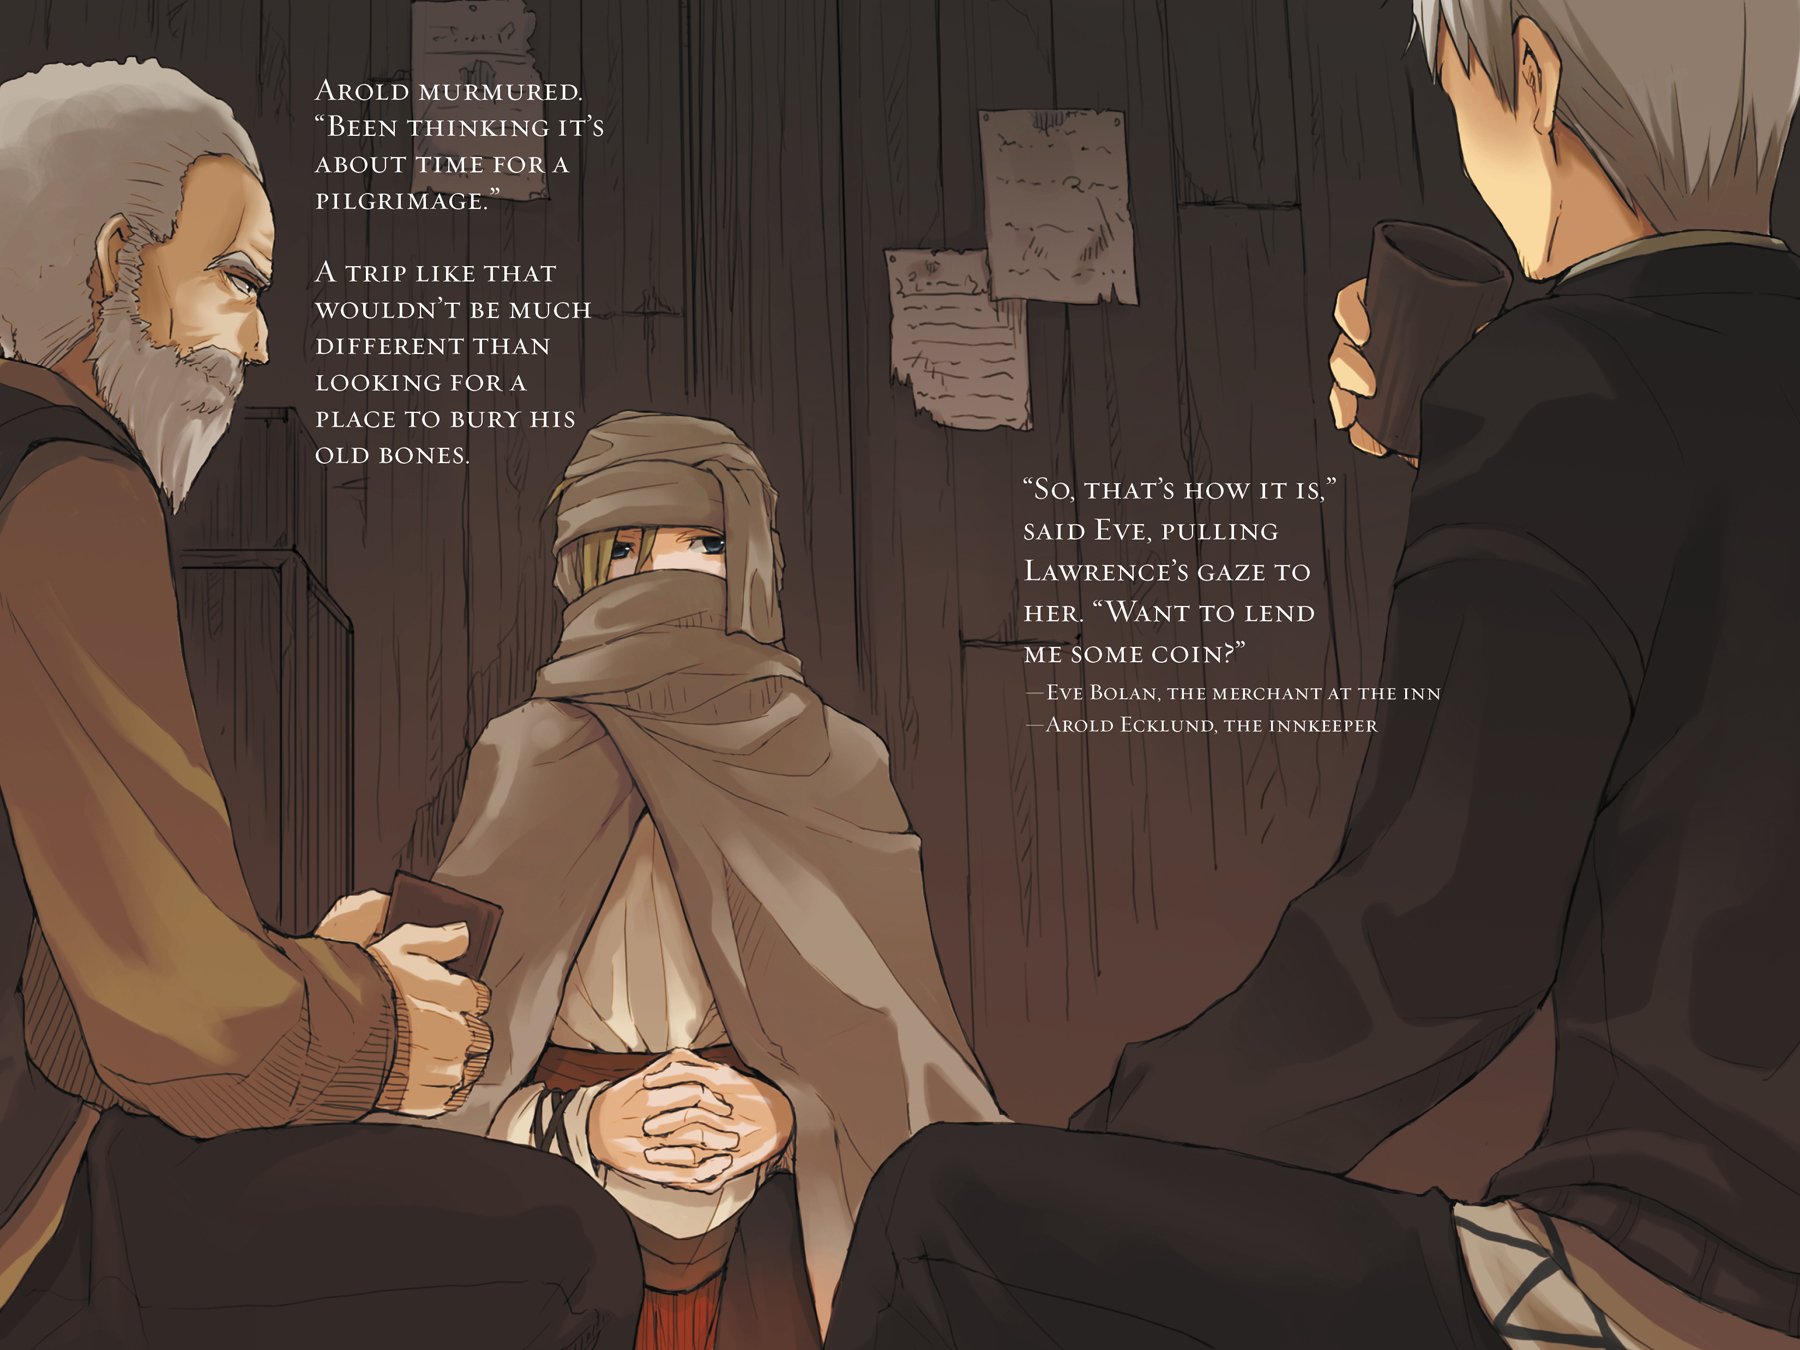 Arold murmured.
“Been thinking it’s
about time for a
pilgrimage.”
A trip like that
wouldn’t be much
different than
looking for a
place to bury his
old bones.
“So, that’s how it is,”
said Eve, pulling
Lawrence’s gaze to
her. “Want to lend
me some coin?”
—Eve Bolan, the merchant at the inn
—Arold Ecklund, the innkeeper